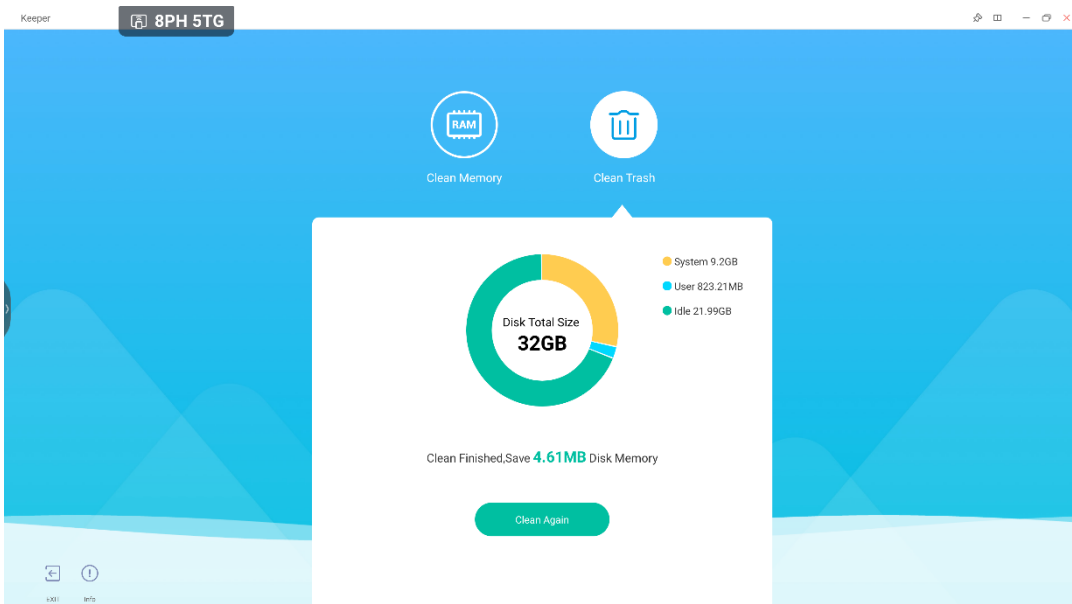 Keeper
8PH 5TG
RAM
Clean Memory
Clean Trash
System 9.2GB
User 823.21MB
Idle 21.99GB
Disk Total Size
32GB
Clean Finished,Save 4.61MB Disk Memory
Clean Again
EXIT
Info